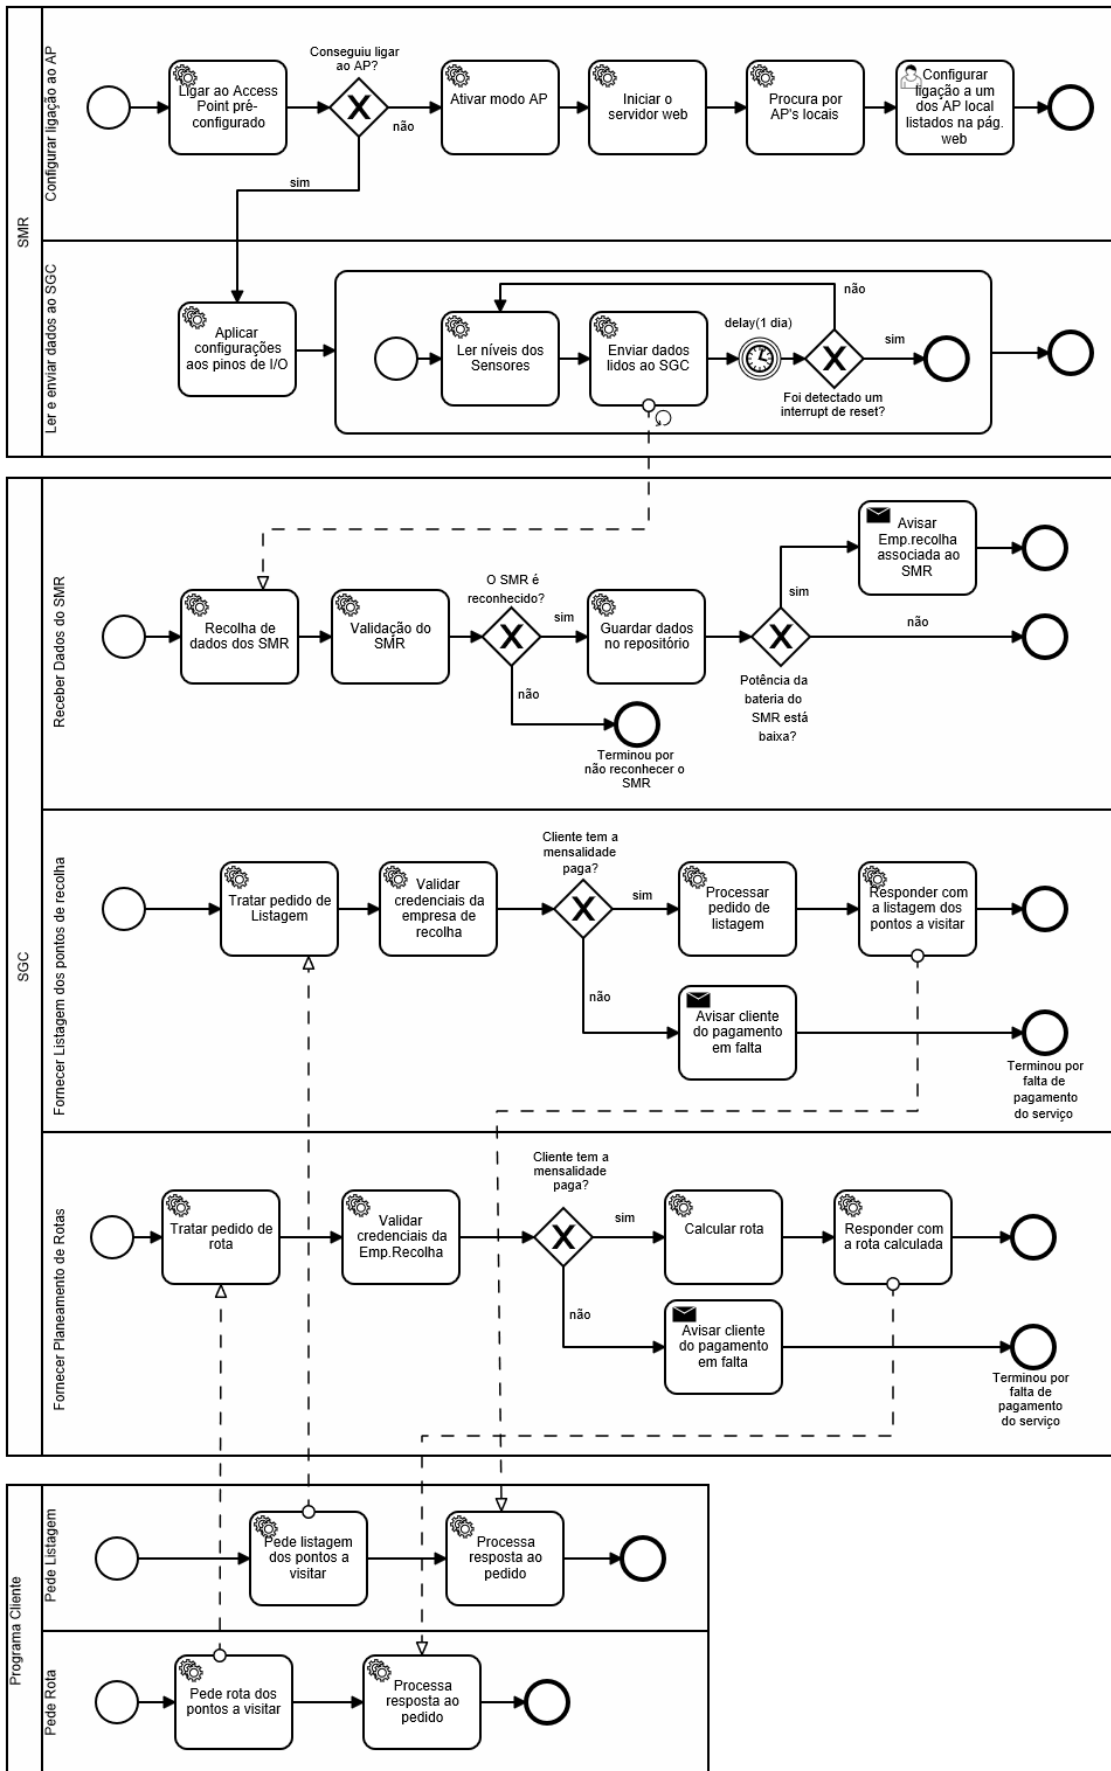 SMR
Configurar ligação ao AP
Ligar ao Access
Point pré-
configurado
Conseguiu ligar
ao AP?
não
sim
Ativar modo AP
Iniciar o
servidor web
Procura por
AP's locais
Configurar
ligação a um
dos AP local
listados na pág.
web
Ler e enviar dados ao SGC
Aplicar
configurações
aos pinos de I/O
Ler níveis dos
Sensores
Enviar dados
lidos ao SGC
delay(1 dia)
não
sim
Foi detectado um
interrupt de reset?
SGC
Receber Dados do SMR
Recolha de
dados dos SMR
Validação do
SMR
O SMR é
reconhecido?
sim
não
Terminou por
não reconhecer o
SMR
Guardar dados
no repositório
Potência da
bateria do
SMR está
baixa?
sim
não
Avisar
Emp.recolha
associada ao
SMR
Fornecer Listagem dos pontos de recolha
Tratar pedido de
Listagem
Validar
credenciais da
empresa de
recolha
Cliente tem a
mensalidade
paga?
sim
não
Processar
pedido de
listagem
Responder com
a listagem dos
pontos a visitar
Avisar cliente
do pagamento
em falta
Terminou por
falta de
pagamento
do serviço
Fornecer Planeamento de Rotas
Tratar pedido de
rota
Validar
credenciais da
Emp.Recolha
Cliente tem a
mensalidade
paga?
sim
não
Calcular rota
Responder com
a rota calculada
Avisar cliente
do pagamento
em falta
Terminou por
falta de
pagamento
do serviço
Programa Cliente
Pede Listagem
Pede listagem
dos pontos a
visitar
Processa
resposta ao
pedido
Pede Rota
Pede rota dos
pontos a visitar
Processa
resposta ao
pedido